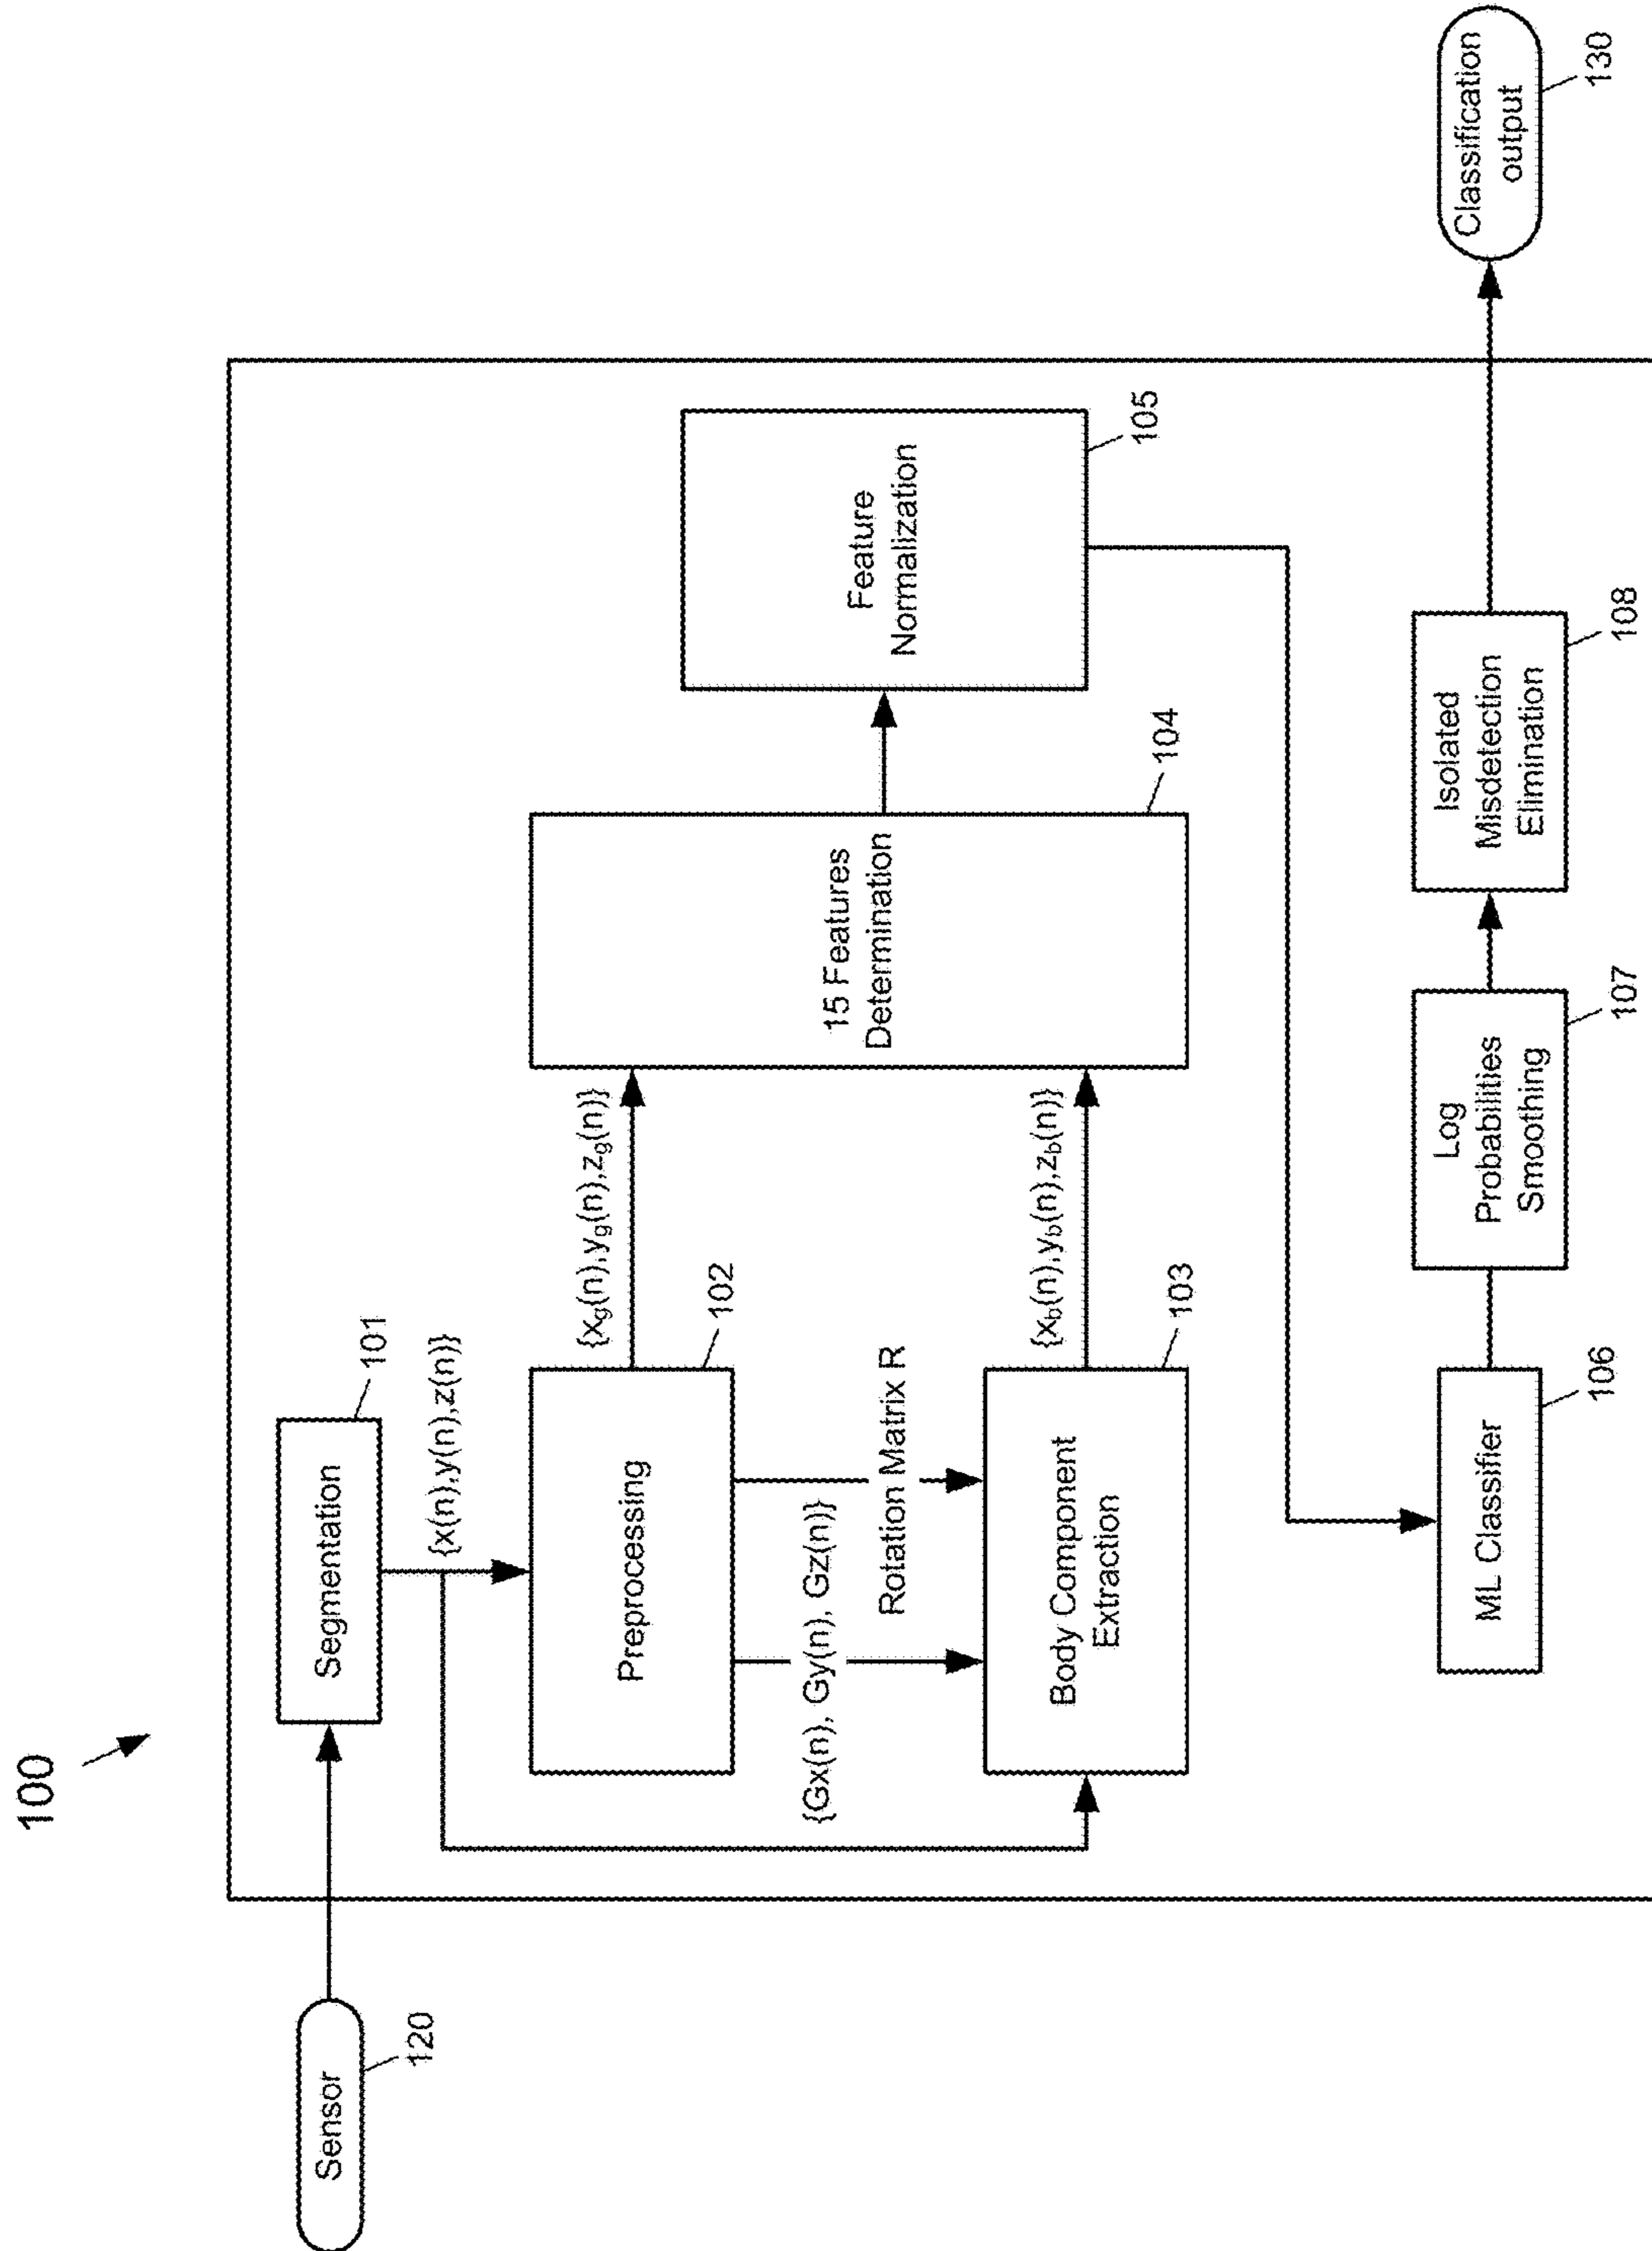 100
Sensor
120
Segmentation
101
{x(n),y(n),z(n)}
Preprocessing
102
{xg(n),yg(n),zg(n)}
{Gx(n), Gy(n), Gz(n)}
Rotation Matrix R
Body Component
Extraction
103
{xb(n),yb(n),zb(n)}
15 Features
Determination
104
Feature
Normalization
105
ML Classifier
106
Log
Probabilities
Smoothing
107
Isolated
Misdetection
Elimination
108
Classification
output
130